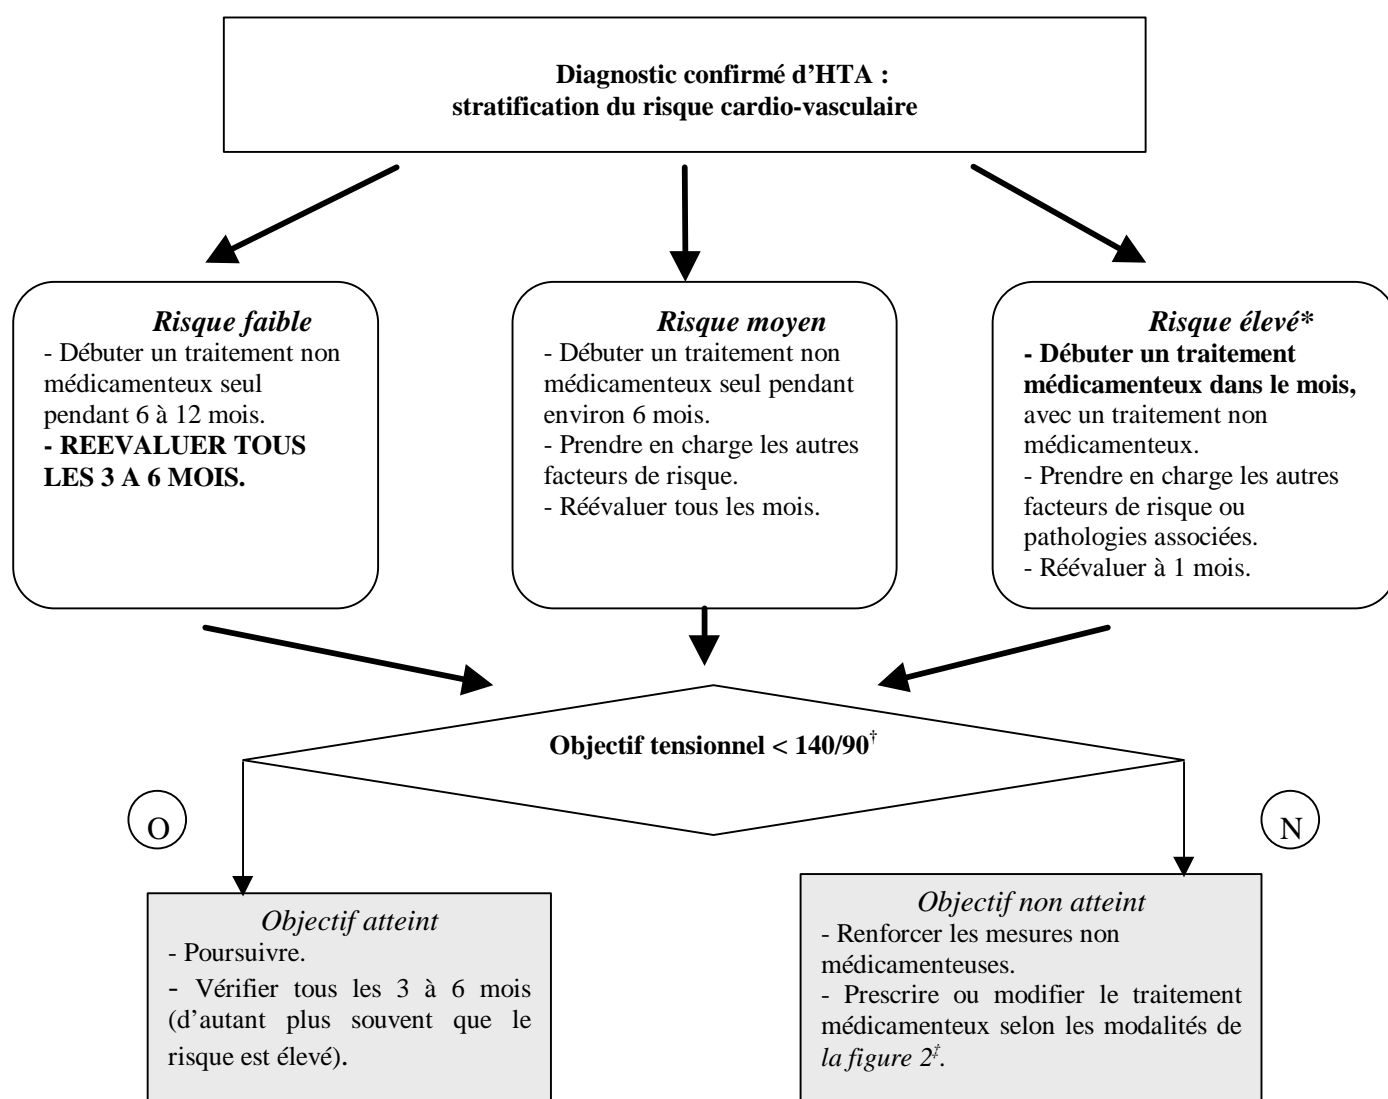 Diagnostic confirmé d’HTA :
stratification du risque cardio-vasculaire
Risque faible
- Débuter un traitement non
médicamenteux seul
pendant 6 à 12 mois.
- REEVALUER TOUS
LES 3 A 6 MOIS.
Risque moyen
- Débuter un traitement non
médicamenteux seul pendant
environ 6 mois.
- Prendre en charge les autres
facteurs de risque.
- Réévaluer tous les mois.
Risque élevé*
- Débuter un traitement
médicamenteux dans le mois,
avec un traitement non
médicamenteux.
- Prendre en charge les autres
facteurs de risque ou
pathologies associées.
- Réévaluer à 1 mois.
Objectif tensionnel < 140/90†
O
N
Objectif atteint
- Poursuivre.
- Vérifier tous les 3 à 6 mois
(d’autant plus souvent que le
risque est élevé).
Objectif non atteint
- Renforcer les mesures non
médicamenteuses.
- Prescrire ou modifier le traitement
médicamenteux selon les modalités de
la figure 2‡.